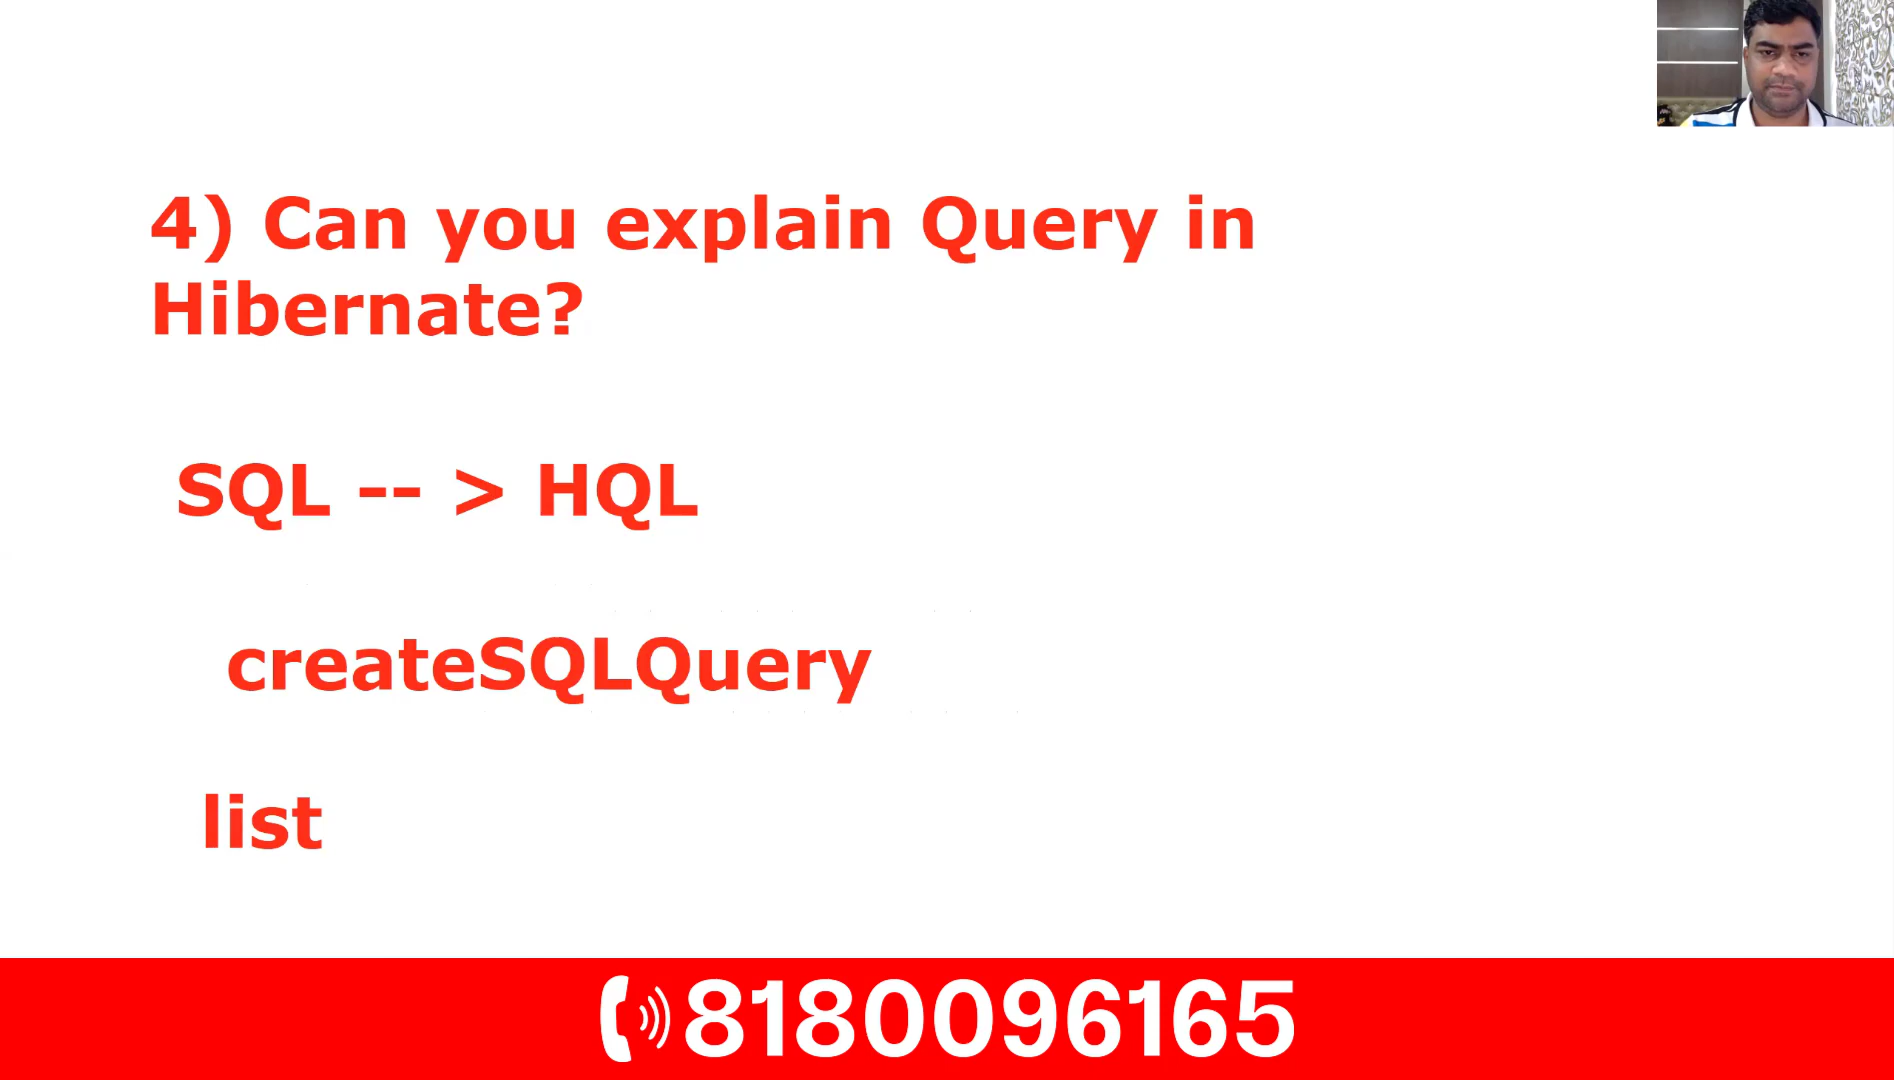 4) Can you explain Query in
Hibernate?
SQL -- > HQL
createSQLQuery
list
8180096165